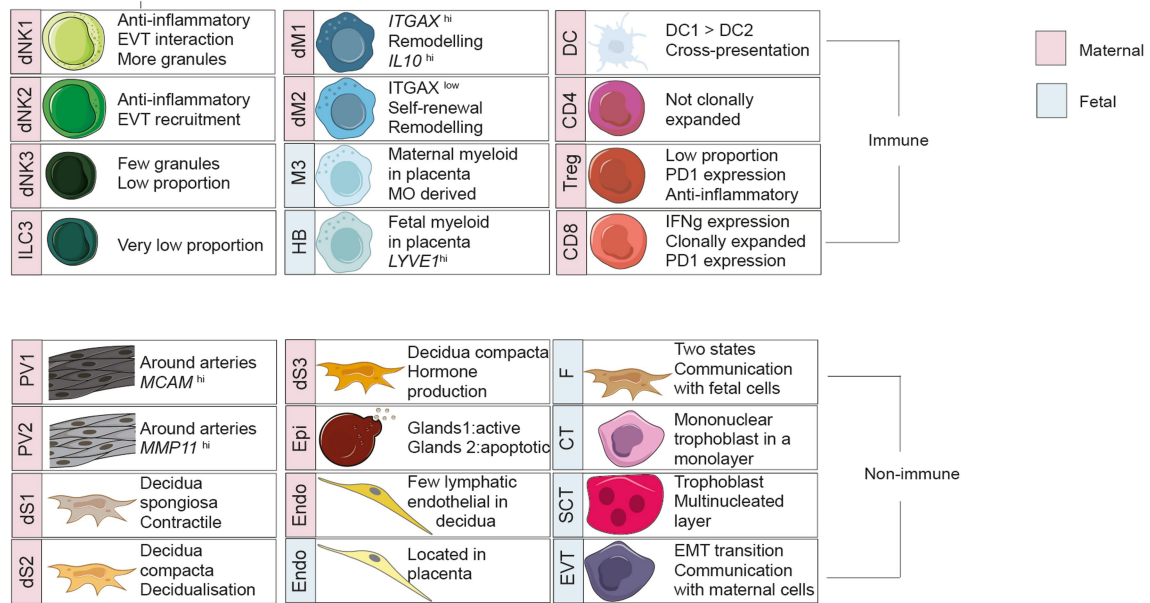 dNK1
Anti-inflammatory
EVT interaction
More granules
dM1
ITGAX hi
Remodelling
IL10 hi
DC
DC1 > DC2
Cross-presentation
Maternal
Fetal
dNK2
Anti-inflammatory
EVT recruitment
dM2
ITGAX low
Self-renewal
Remodelling
CD4
Not clonally
expanded
Immune
dNK3
Few granules
Low proportion
M3
Maternal myeloid
in placenta
MO derived
Treg
Low proportion
PD1 expression
Anti-inflammatory
ILC3
Very low proportion
HB
Fetal myeloid
in placenta
LYVE1hi
CD8
IFNg expression
Clonally expanded
PD1 expression
PV1
Around arteries
MCAM hi
dS3
Decidua compacta
Hormone
production
F
Two states
Communication
with fetal cells
PV2
Around arteries
MMP11 hi
Epi
Glands1:active
Glands 2:apoptotic
CT
Mononuclear
trophoblast in a
monolayer
Non-immune
dS1
Decidua
spongiosa
Contractile
Endo
Few lymphatic
endothelial in
decidua
SCT
Trophoblast
Multinucleated
layer
dS2
Decidua
compacta
Decidualisation
Endo
Located in
placenta
EVT
EMT transition
Communication
with maternal cells